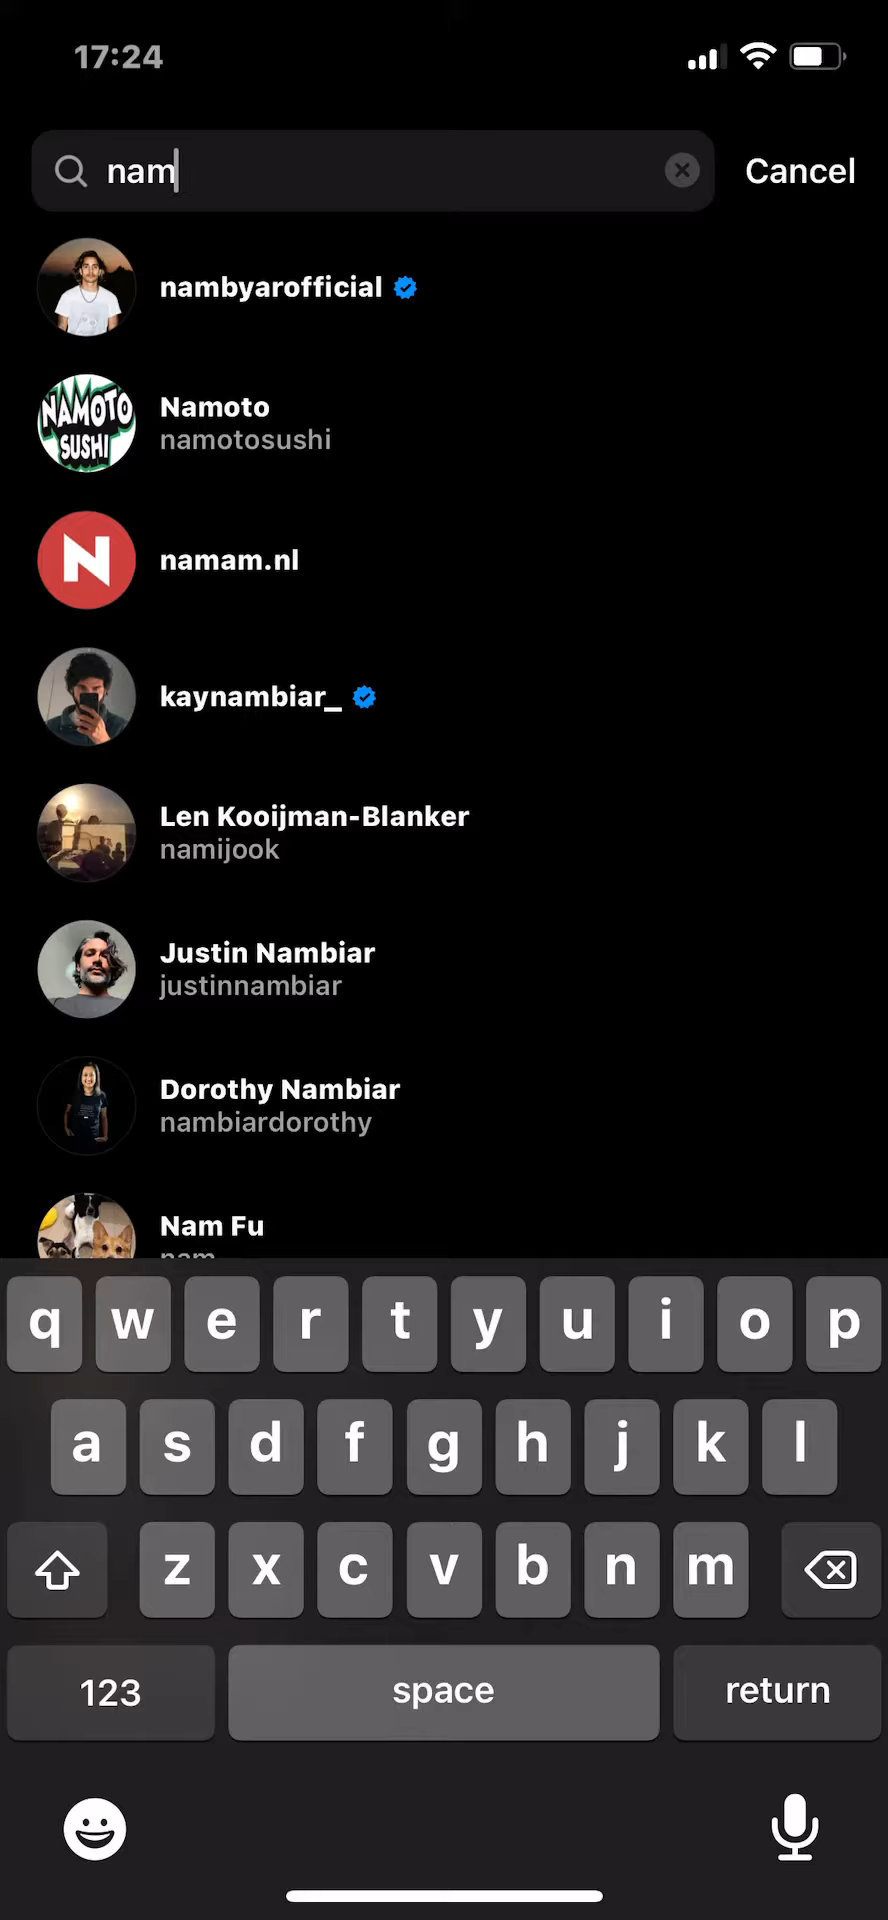 17:24
nam
Cancel
nambyarofficial
NAMOTO
SUSHI
Namoto
namotosushi
N
namam.nl
kaynambiar_
Len Kooijman-Blanker
namijook
Justin Nambiar
justinnambiar
Dorothy Nambiar
nambiardorothy
Nam Fu
nam
q w e r t y u i o p
a s d f g h j k l
z x c v b n m
123 space return